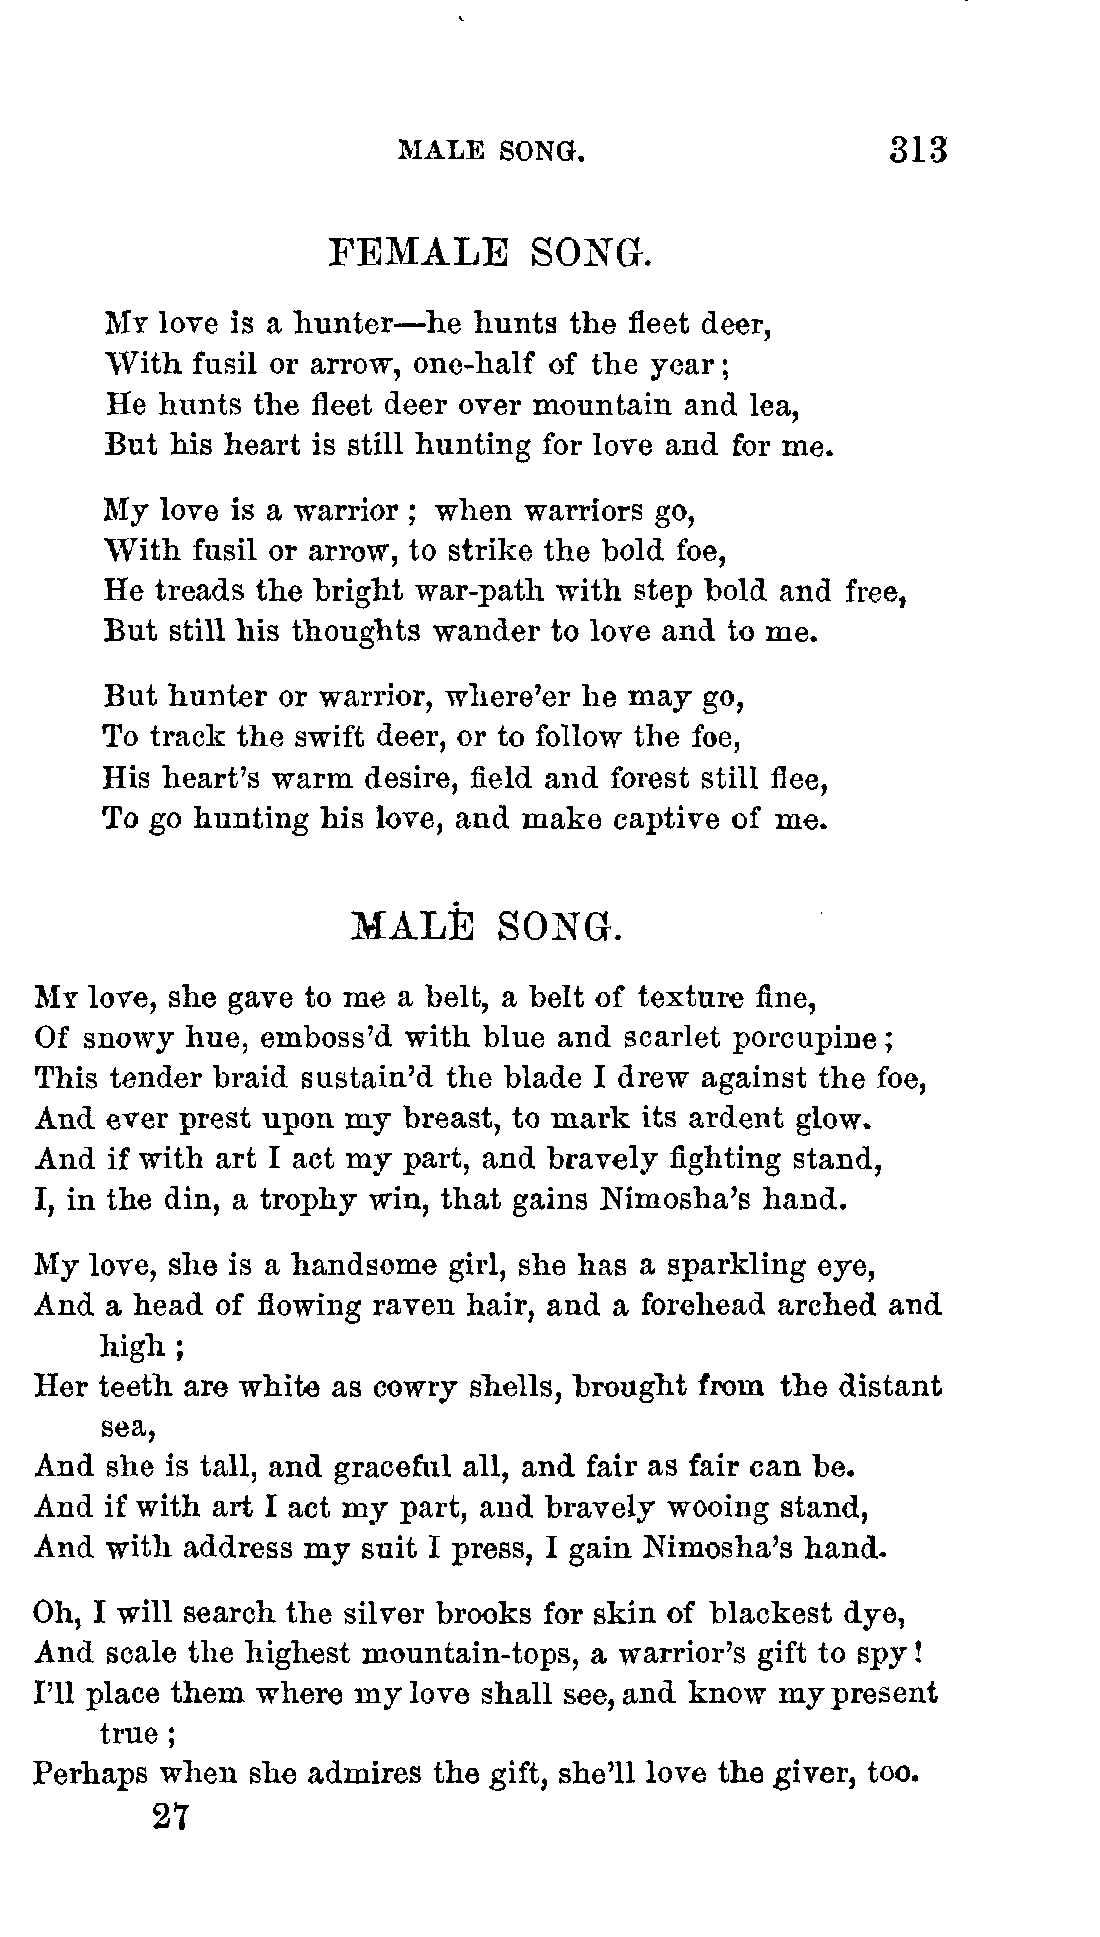 MALE SONG. 313
FEMALE SONG.
MY love is a hunter—he hunts the fleet deer,
With fusil or arrow, one-half of the year;
He hunts the fleet deer over mountain and lea,
But his heart is still hunting for love and for me.
My love is a warrior; when warriors go,
With fusil or arrow, to strike the bold foe,
He treads the bright war-path with step bold and free,
But still his thoughts wander to love and to me.
But hunter or warrior, where'er he may go,
To track the swift deer, or to follow the foe,
His heart's warm desire, field and forest still flee,
To go hunting his love, and make captive of me.
MALE SONG.
MY love, she gave to me a belt, a belt of texture fine,
Of snowy hue, emboss'd with blue and scarlet porcupine;
This tender braid sustain'd the blade I drew against the foe,
And ever prest upon my breast, to mark its ardent glow.
And if with art I act my part, and bravely fighting stand,
I, in the din, a trophy win, that gains Nimosha's hand.
My love, she is a handsome girl, she has a sparkling eye,
And a head of flowing raven hair, and a forehead arched and
high;
Her teeth are white as cowry shells, brought from the distant
sea,
And she is tall, and graceful all, and fair as fair can be.
And if with art I act my part, and bravely wooing stand,
And with address my suit I press, I gain Nimosha's hand.
Oh, I will search the silver brooks for skin of blackest dye,
And scale the highest mountain-tops, a warrior's gift to spy!
I'll place them where my love shall see, and know my present
true;
Perhaps when she admires the gift, she'll love the giver, too.
27